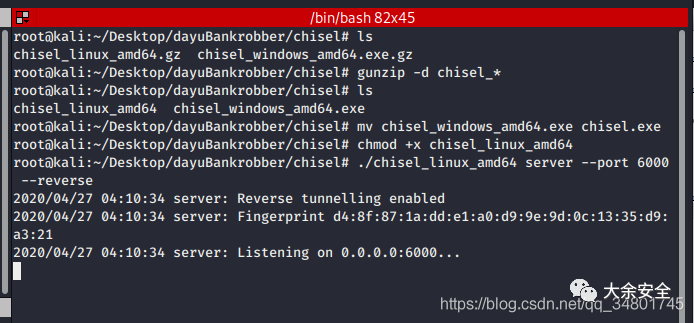 /bin/bash 82x45
root@kali:~/Desktop/dayuBankrobber/chisel# ls
chisel_linux_amd64.gz  chisel_windows_amd64.exe.gz
root@kali:~/Desktop/dayuBankrobber/chisel# gunzip -d chisel_*
root@kali:~/Desktop/dayuBankrobber/chisel# ls
chisel_linux_amd64  chisel_windows_amd64.exe
root@kali:~/Desktop/dayuBankrobber/chisel# mv chisel_windows_amd64.exe chisel.exe
root@kali:~/Desktop/dayuBankrobber/chisel# chmod +x chisel_linux_amd64
root@kali:~/Desktop/dayuBankrobber/chisel# ./chisel_linux_amd64 server --port 6000
 --reverse
2020/04/27 04:10:34 server: Reverse tunnelling enabled
2020/04/27 04:10:34 server: Fingerprint d4:8f:87:1a:dd:e1:a0:d9:9e:9d:0c:13:35:d9:
a3:21
2020/04/27 04:10:34 server: Listening on 0.0.0.0:6000...
大余安全
https://blog.csdn.net/qq_34801745